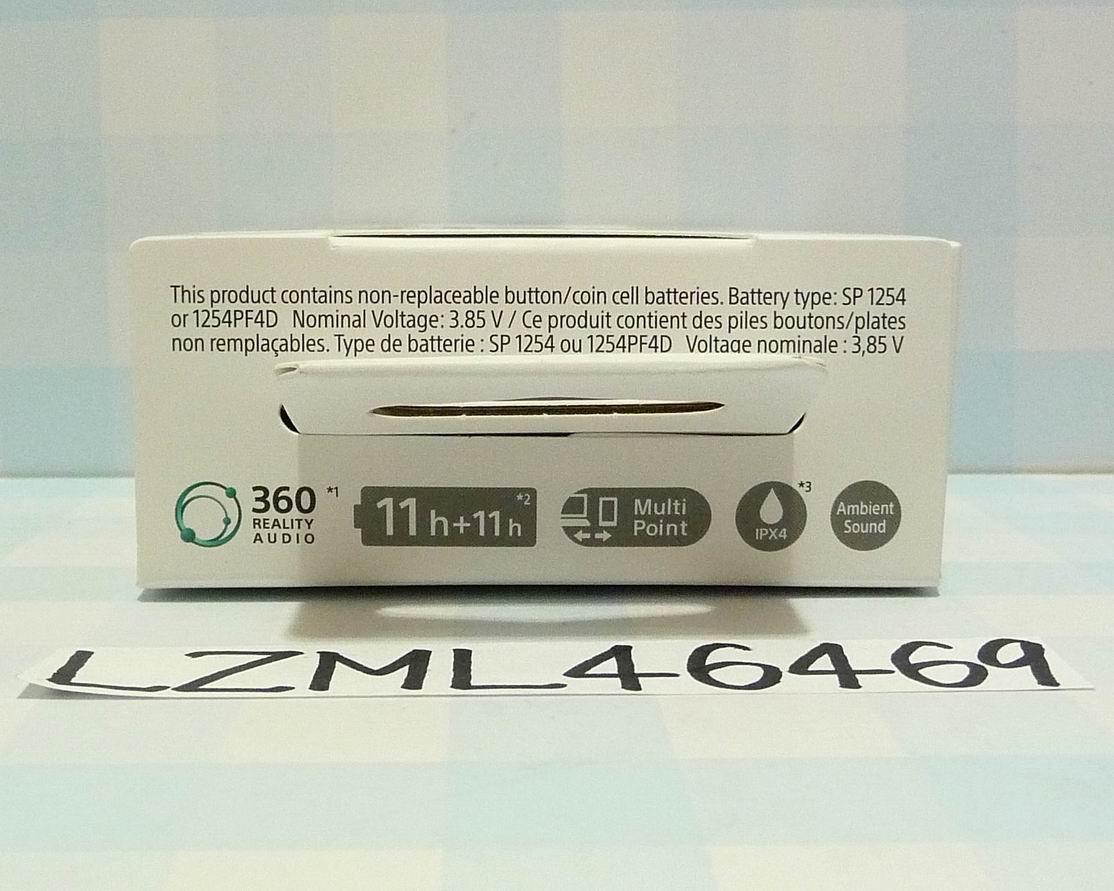 This product contains non-replaceable button/coin cell batteries. Battery type: SP 1254
or 1254PF4D Nominal Voltage: 3.85 V / Ce produit contient des piles boutons/plates
non remplaçables. Type de batterie : SP 1254 ou 1254PF4D Voltage nominale : 3,85 V
360 *1
REALITY
AUDIO
11 h+11 h *2
Multi
Point
IPX4 *3
Ambient
Sound
LZML46469